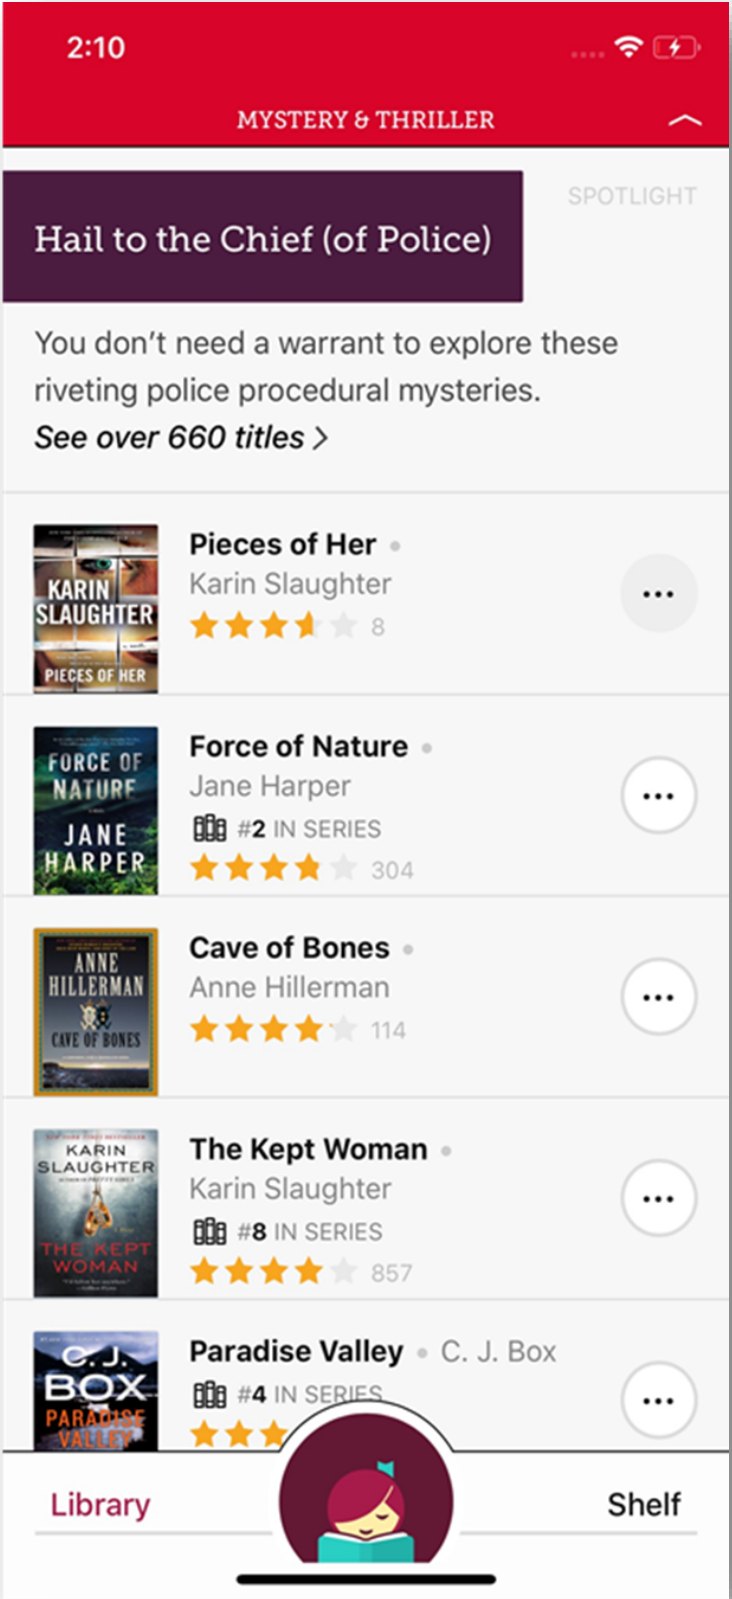 2:10
MYSTERY & THRILLER
SPOTLIGHT
Hail to the Chief (of Police)
You don’t need a warrant to explore these
riveting police procedural mysteries.
See over 660 titles >
KARIN
SLAUGHTER
PIECES OF HER
Pieces of Her
Karin Slaughter
8
FORCE OF
NATURE
JANE
HARPER
Force of Nature
Jane Harper
#2 IN SERIES
304
ANNE
HILLERMAN
CAVE OF BONES
Cave of Bones
Anne Hillerman
114
KARIN
SLAUGHTER
THE KEPT
WOMAN
The Kept Woman
Karin Slaughter
#8 IN SERIES
857
C.J.
BOX
PARADISE
VALLEY
Paradise Valley • C. J. Box
#4 IN SERIES
Library
Shelf